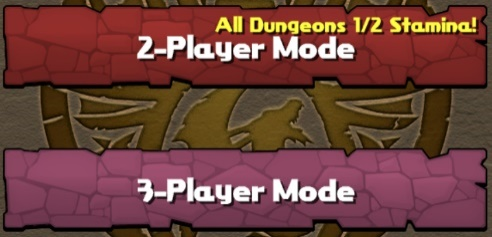 All Dungeons 1/2 Stamina!
2-Player Mode
3-Player Mode